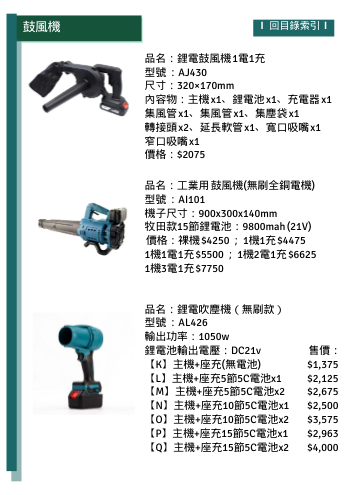 鼓風機
I 回目錄索引 I
品名：鋰電鼓風機1電1充
型號：AJ430
尺寸：320×170mm
內容物：主機x1、鋰電池x1、充電器x1
集風管x1、集風管x1、集塵袋x1
轉接頭x2、延長軟管x1、寬口吸嘴x1
窄口吸嘴x1
價格：$2075
品名：工業用鼓風機(無刷全銅電機)
型號：AI101
機子尺寸：900x300x140mm
牧田款15節鋰電池：9800mah(21V)
價格：裸機$4250 ； 1機1充$4475
1機1電1充$5500 ； 1機2電1充$6625
1機3電1充$7750
品名：鋰電吹塵機（無刷款）
型號：AL426
輸出功率：1050w
鋰電池輸出電壓：DC21v 售價：
【K】主機+座充(無電池) $1,375
【L】主機+座充5節5C電池x1 $2,125
【M】主機+座充5節5C電池x2 $2,675
【N】主機+座充10節5C電池x1 $2,500
【O】主機+座充10節5C電池x2 $3,575
【P】主機+座充15節5C電池x1 $2,963
【Q】主機+座充15節5C電池x2 $4,000